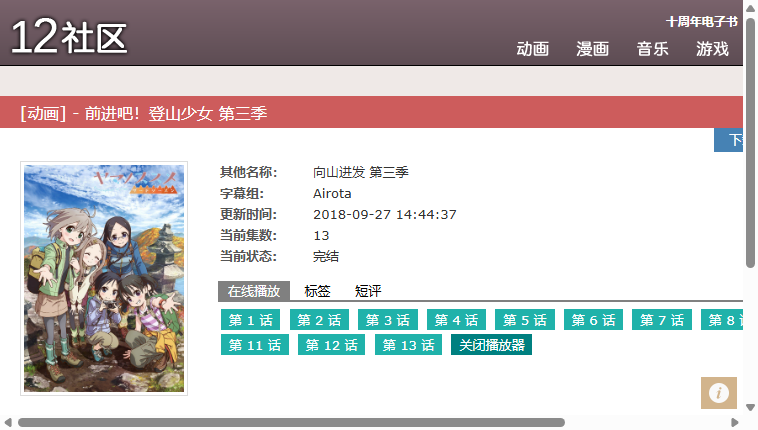 12社区
十周年电子书
动画 漫画 音乐 游戏
[动画] - 前进吧！登山少女 第三季
其他名称: 向山进发 第三季
字幕组: Airota
更新时间: 2018-09-27 14:44:37
当前集数: 13
当前状态: 完结
在线播放 标签 短评
第 1 话 第 2 话 第 3 话 第 4 话 第 5 话 第 6 话 第 7 话 第 8
第 11 话 第 12 话 第 13 话 关闭播放器